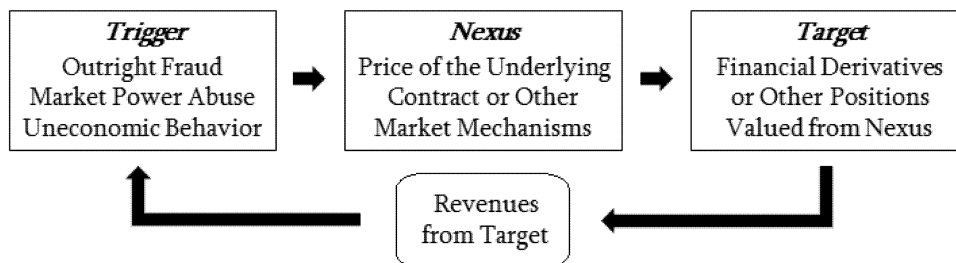 Trigger
Outright Fraud
Market Power Abuse
Uneconomic Behavior
Nexus
Price of the Underlying
Contract or Other
Market Mechanisms
Target
Financial Derivatives
or Other Positions
Valued from Nexus
Revenues
from Target